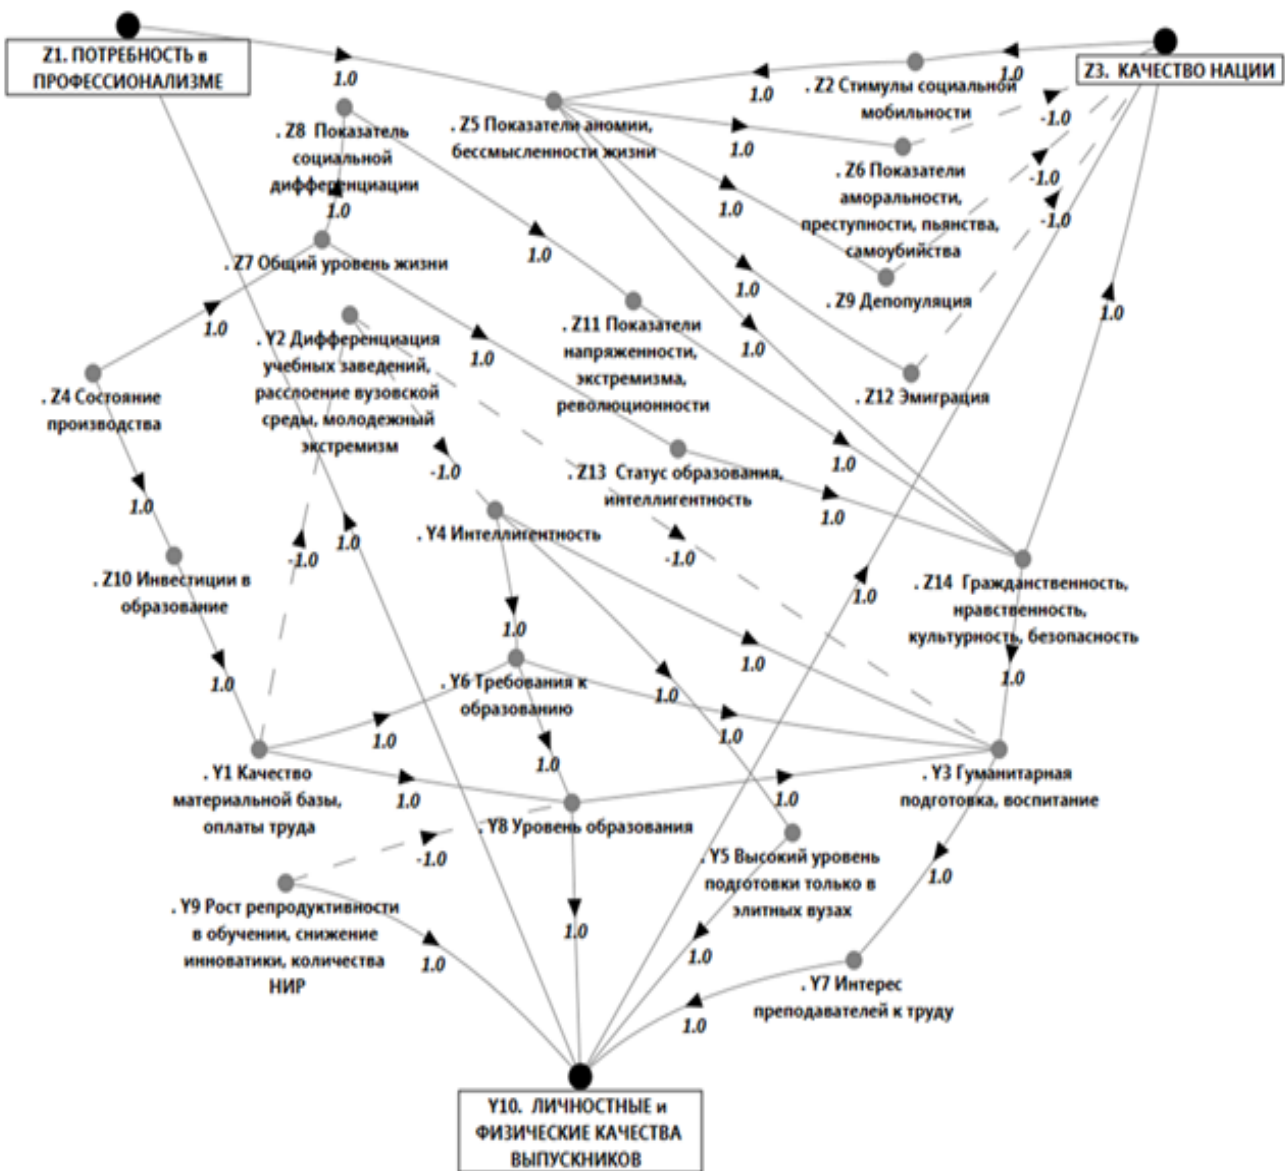 Z1. ПОТРЕБНОСТЬ в
ПРОФЕССИОНАЛИЗМЕ
1.0
1.0
1.0
Z3. КАЧЕСТВО НАЦИИ
. Z2 Стимулы социальной
мобильности
. Z8 Показатель
социальной
дифференциации
1.0
. Z5 Показатели аномии,
бессмысленности жизни
1.0
-1.0
. Z6 Показатели
аморальности,
преступности, пьянства,
самоубийства
-1.0
1.0
-1.0
. Z7 Общий уровень жизни
1.0
1.0
. Z9 Депопуляция
1.0
1.0
. Y2 Дифференциация
учебных заведений,
расслоение вузовской
среды, молодежный
экстремизм
1.0
. Z11 Показатели
напряженности,
экстремизма,
революционности
1.0
1.0
. Z4 Состояние
производства
. Z12 Эмиграция
-1.0
. Z13 Статус образования,
интеллигентность
1.0
1.0
1.0
. Y4 Интеллигентность
1.0
-1.0
-1.0
. Z10 Инвестиции в
образование
. Z14 Гражданственность,
нравственность,
культурность, безопасность
1.0
1.0
1.0
1.0
1.0
. Y6 Требования к
образованию
1.0
1.0
1.0
1.0
. Y1 Качество
материальной базы,
оплаты труда
1.0
1.0
. Y3 Гуманитарная
подготовка, воспитание
. Y8 Уровень образования
-1.0
. Y5 Высокий уровень
подготовки только в
элитных вузах
1.0
. Y9 Рост репродуктивности
в обучении, снижение
инноватики, количества
НИР
1.0
1.0
1.0
. Y7 Интерес
преподавателей к труду
1.0
Y10. ЛИЧНОСТНЫЕ и
ФИЗИЧЕСКИЕ КАЧЕСТВА
ВЫПУСКНИКОВ